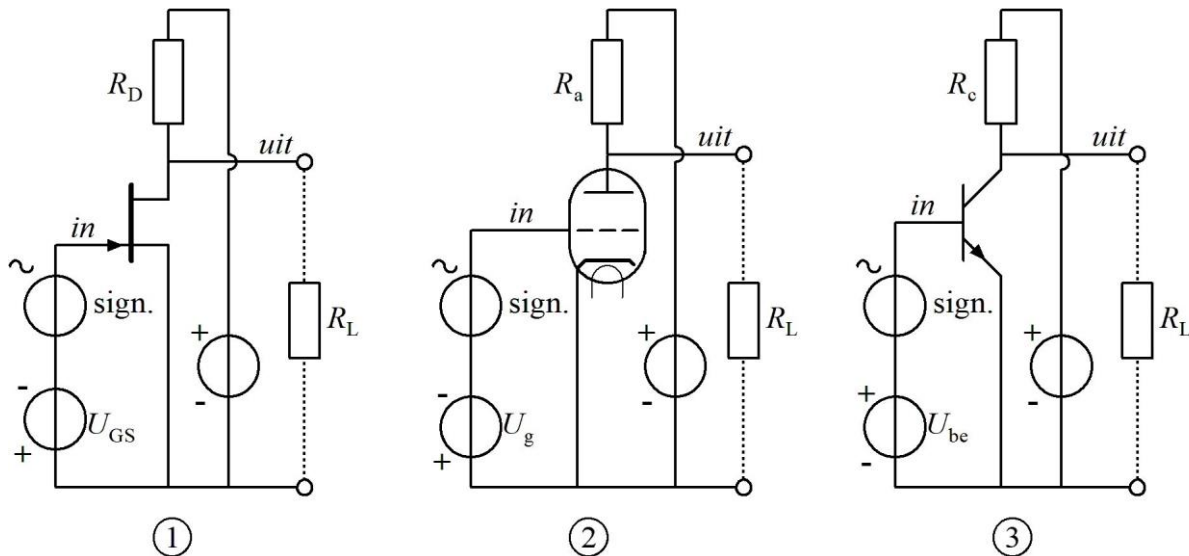 R_D
uit
in
~
sign.
+
-
-
+
U_GS
R_L
1
R_a
uit
in
~
sign.
+
-
-
+
U_g
R_L
2
R_c
uit
in
~
sign.
+
-
+
-
U_be
R_L
3